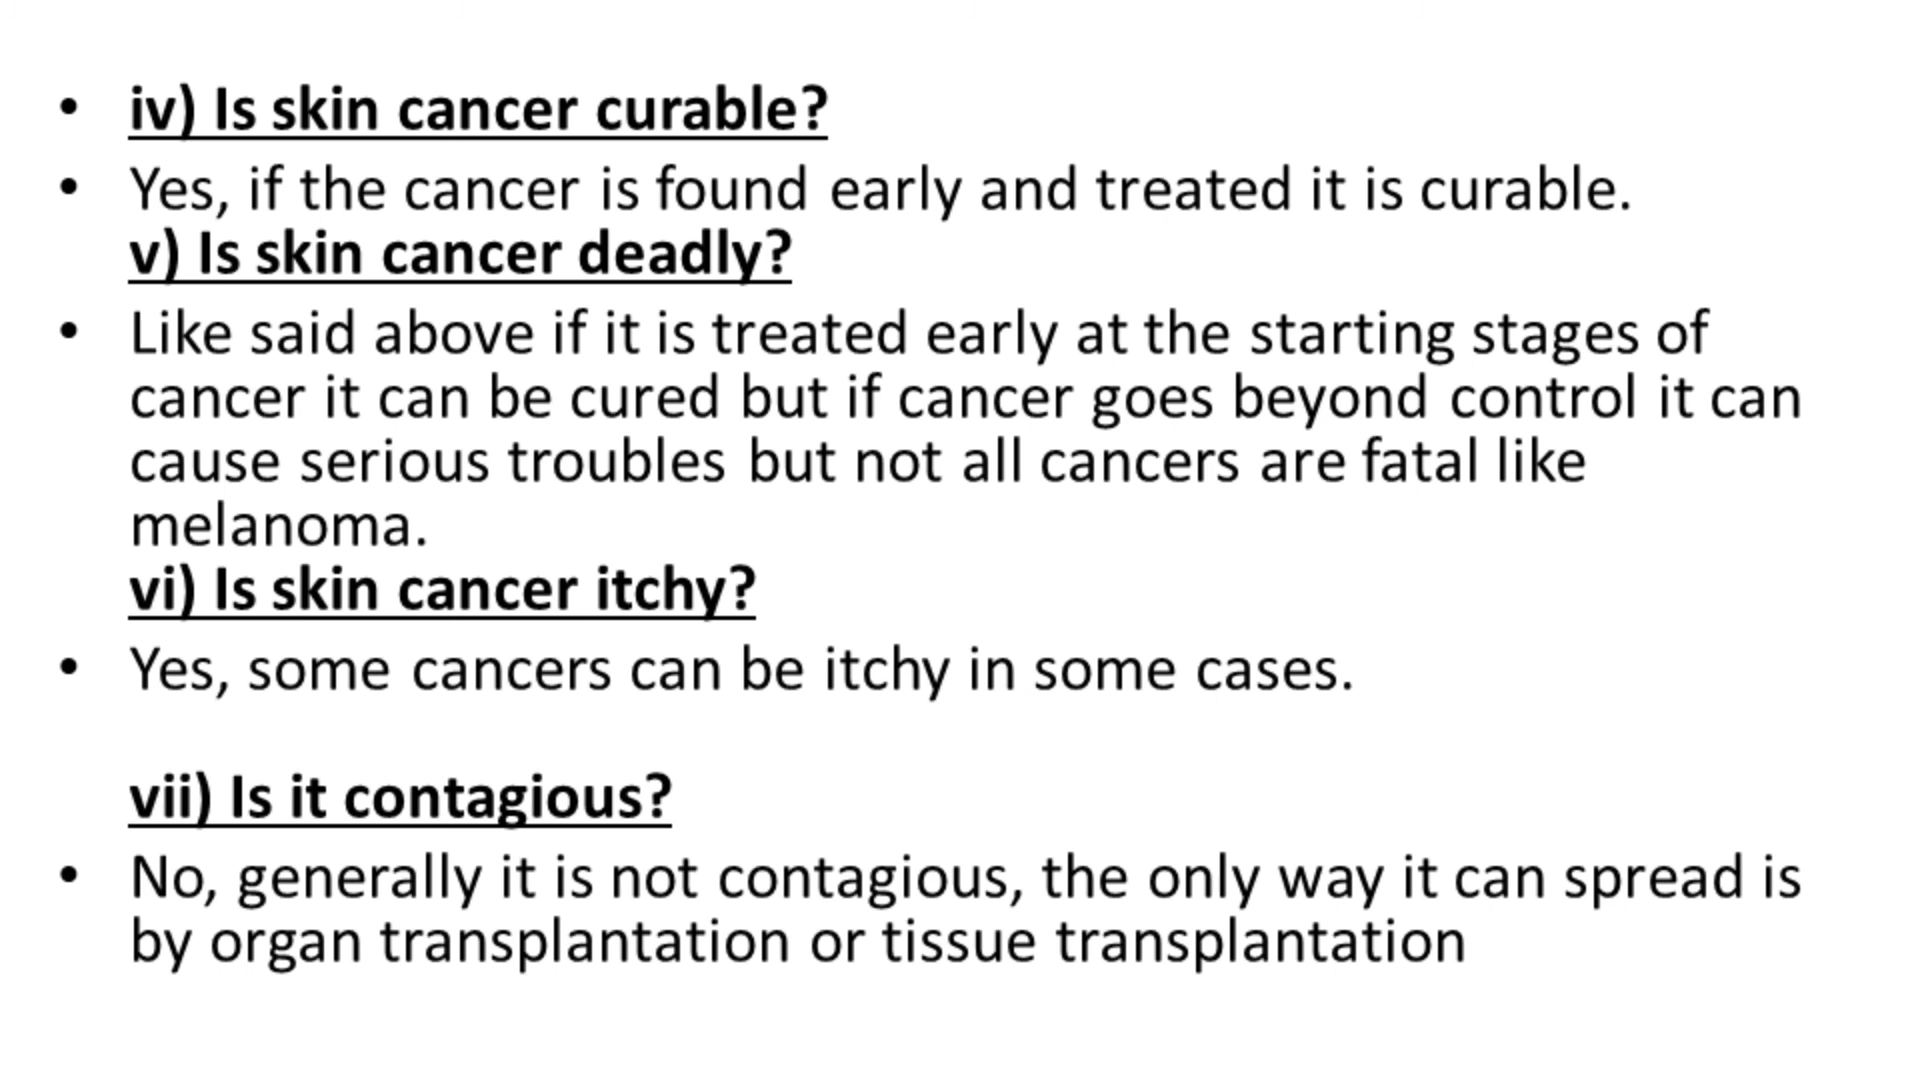 • iv) Is skin cancer curable?
• Yes, if the cancer is found early and treated it is curable.
v) Is skin cancer deadly?
• Like said above if it is treated early at the starting stages of
cancer it can be cured but if cancer goes beyond control it can
cause serious troubles but not all cancers are fatal like
melanoma.
vi) Is skin cancer itchy?
• Yes, some cancers can be itchy in some cases.
vii) Is it contagious?
• No, generally it is not contagious, the only way it can spread is
by organ transplantation or tissue transplantation